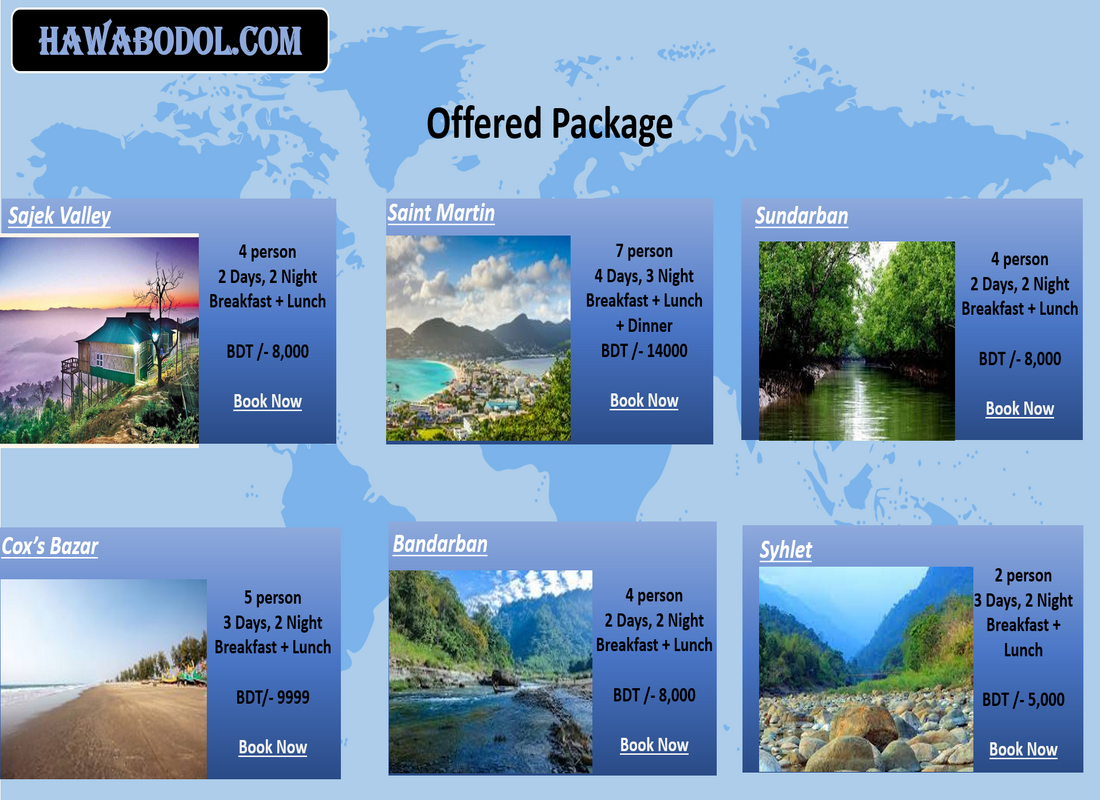 HAWABODOL.COM
Offered Package
Sajek Valley
4 person
2 Days, 2 Night
Breakfast + Lunch
BDT /- 8,000
Book Now
Saint Martin
7 person
4 Days, 3 Night
Breakfast + Lunch
+ Dinner
BDT /- 14000
Book Now
Sundarban
4 person
2 Days, 2 Night
Breakfast + Lunch
BDT /- 8,000
Book Now
Cox's Bazar
5 person
3 Days, 2 Night
Breakfast + Lunch
BDT/- 9999
Book Now
Bandarban
4 person
2 Days, 2 Night
Breakfast + Lunch
BDT /- 8,000
Book Now
Syhlet
2 person
3 Days, 2 Night
Breakfast +
Lunch
BDT /- 5,000
Book Now